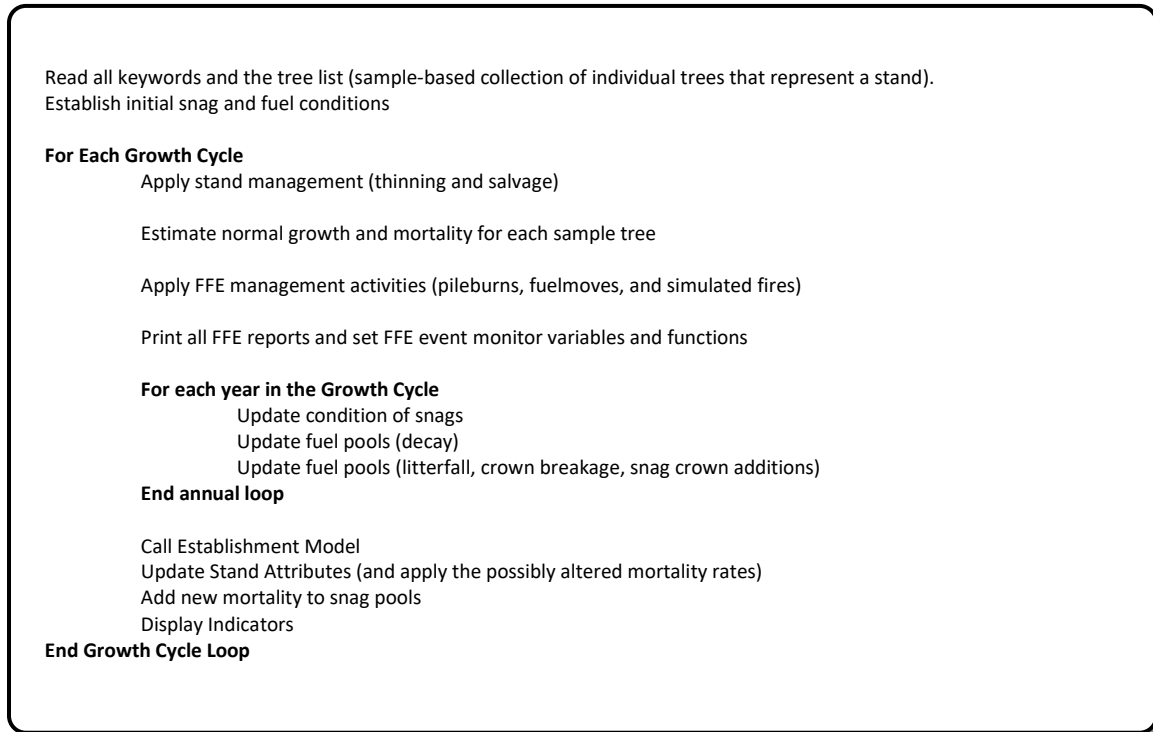 Read all keywords and the tree list (sample-based collection of individual trees that represent a stand).
Establish initial snag and fuel conditions
For Each Growth Cycle
Apply stand management (thinning and salvage)
Estimate normal growth and mortality for each sample tree
Apply FFE management activities (pileburns, fuelmoves, and simulated fires)
Print all FFE reports and set FFE event monitor variables and functions
For each year in the Growth Cycle
Update condition of snags
Update fuel pools (decay)
Update fuel pools (litterfall, crown breakage, snag crown additions)
End annual loop
Call Establishment Model
Update Stand Attributes (and apply the possibly altered mortality rates)
Add new mortality to snag pools
Display Indicators
End Growth Cycle Loop